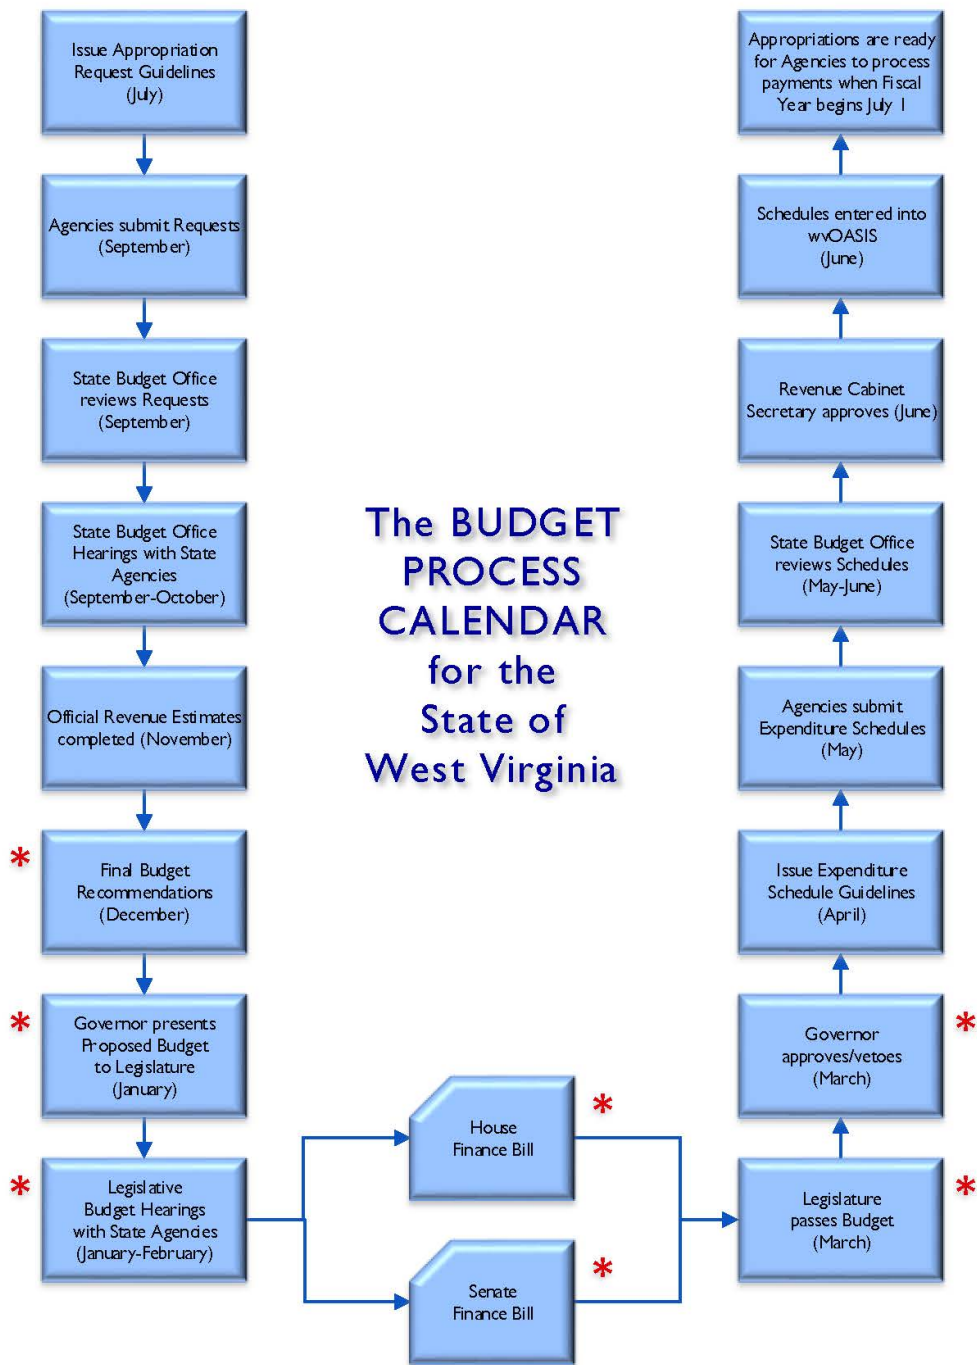 Issue Appropriation
Request Guidelines
(July)
Agencies submit Requests
(September)
State Budget Office
reviews Requests
(September)
State Budget Office
Hearings with State
Agencies
(September-October)
Official Revenue Estimates
completed (November)
*
Final Budget
Recommendations
(December)
*
Governor presents
Proposed Budget
to Legislature
(January)
*
Legislative
Budget Hearings
with State Agencies
(January-February)
The BUDGET
PROCESS
CALENDAR
for the
State of
West Virginia
House
Finance Bill
*
Senate
Finance Bill
*
Appropriations are ready
for Agencies to process
payments when Fiscal
Year begins July 1
Schedules entered into
wvOASIS
(June)
Revenue Cabinet
Secretary approves (June)
State Budget Office
reviews Schedules
(May-June)
Agencies submit
Expenditure Schedules
(May)
Issue Expenditure
Schedule Guidelines
(April)
Governor
approves/vetoes
(March)
*
Legislature
passes Budget
(March)
*